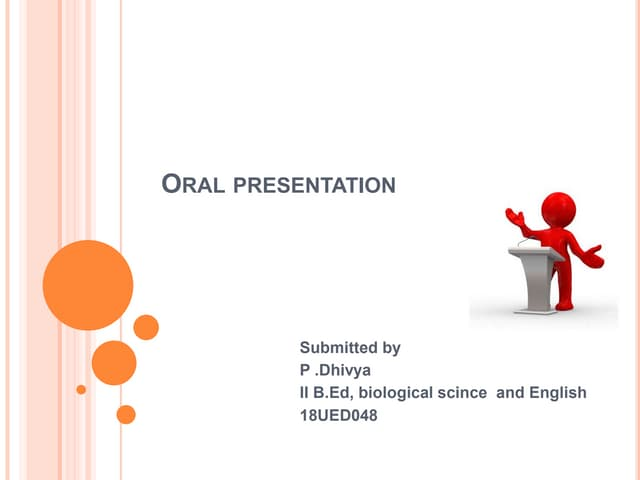 ORAL PRESENTATION
Submitted by
P .Dhivya
II B.Ed, biological scince  and English
18UED048